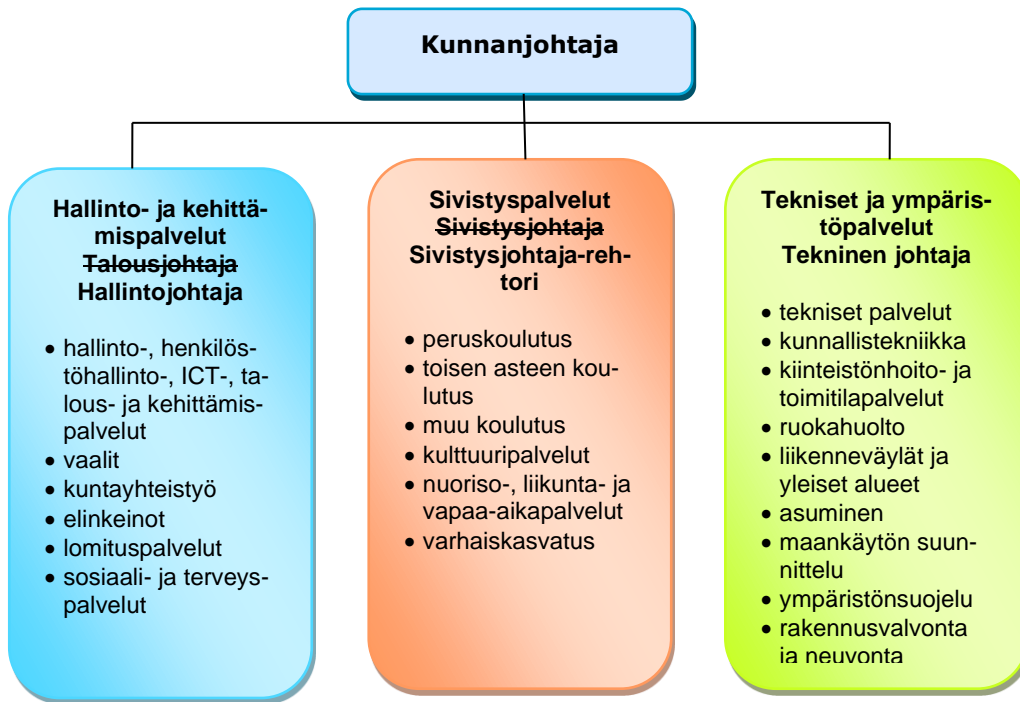 Kunnanjohtaja
Hallinto- ja kehittä-
mispalvelut
Talousjohtaja
Hallintojohtaja
• hallinto-, henkilös-
töhallinto-, ICT-, ta-
lous- ja kehittämis-
palvelut
• vaalit
• kuntayhteistyö
• elinkeinot
• lomituspalvelut
• sosiaali- ja terveys-
palvelut
Sivistyspalvelut
Sivistysjohtaja
Sivistysjohtaja-reh-
tori
• peruskoulutus
• toisen asteen kou-
lutus
• muu koulutus
• kulttuuripalvelut
• nuoriso-, liikunta- ja
vapaa-aikapalvelut
• varhaiskasvatus
Tekniset ja ympäris-
töpalvelut
Tekninen johtaja
• tekniset palvelut
• kunnallistekniikka
• kiinteistönhoito- ja
toimitilapalvelut
• ruokahuolto
• liikenneväylät ja
yleiset alueet
• asuminen
• maankäytön suun-
nittelu
• ympäristönsuojelu
• rakennusvalvonta
ja neuvonta